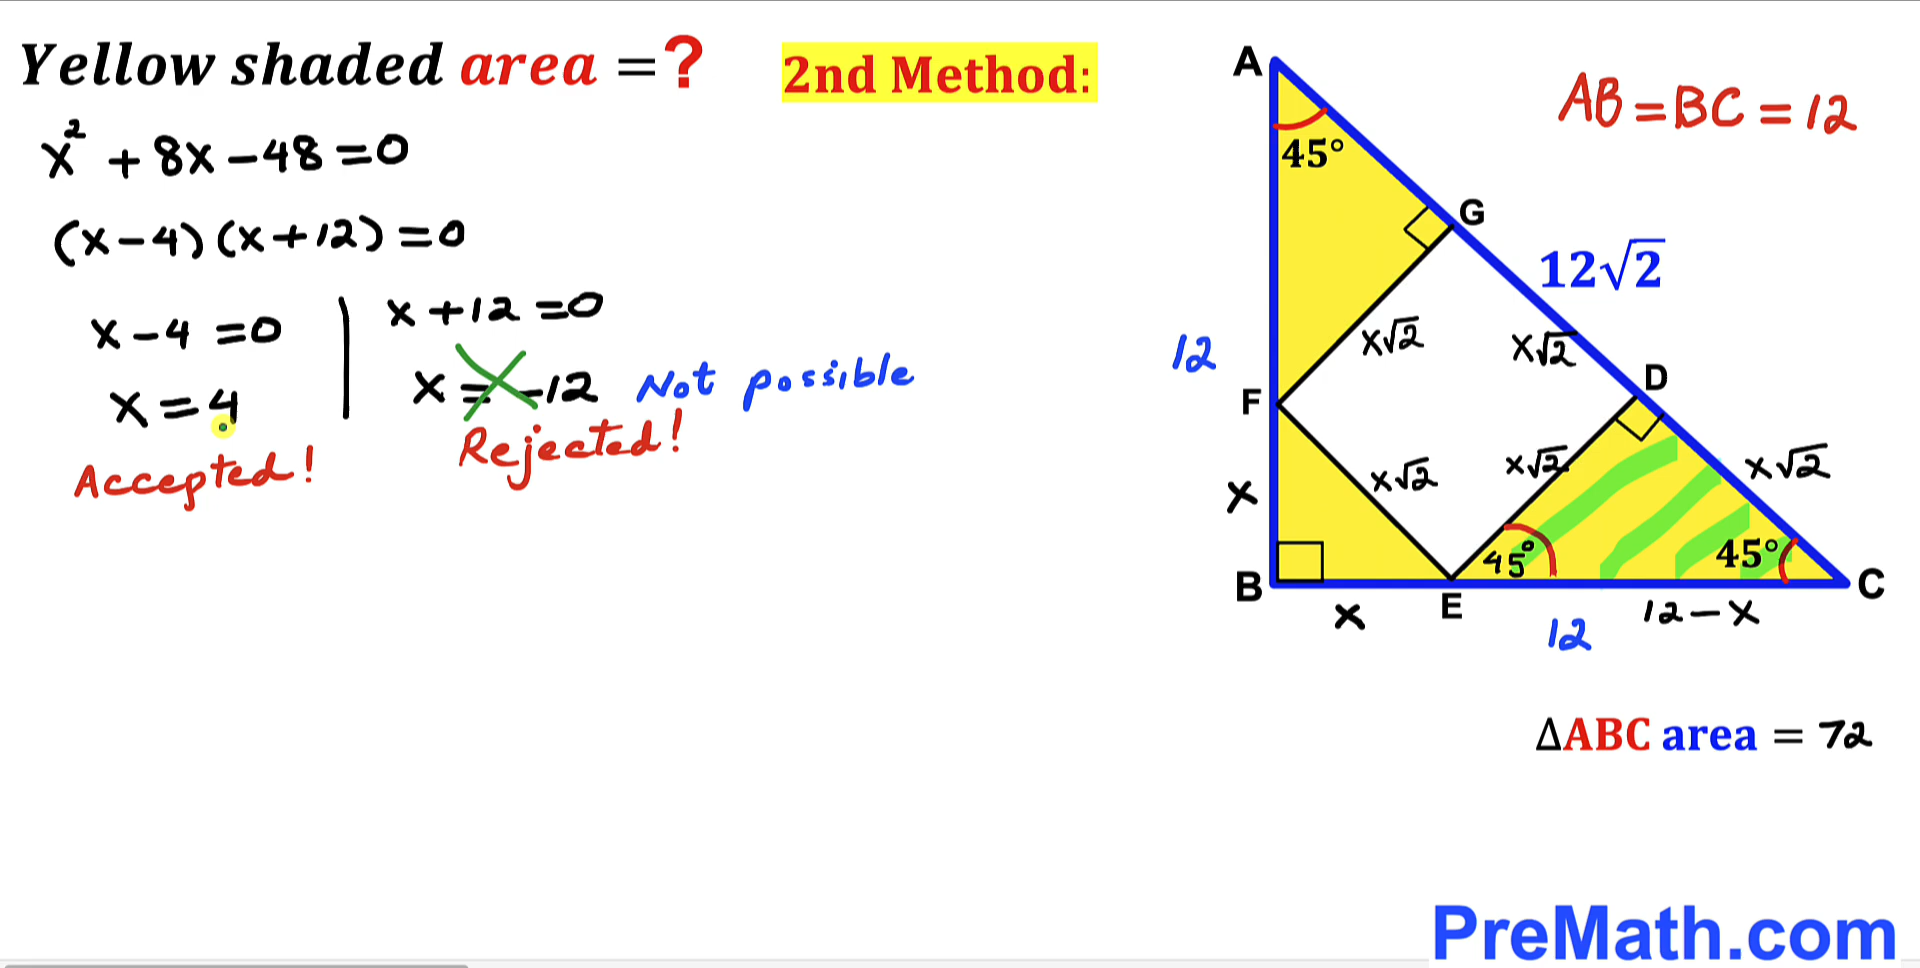 Yellow shaded area = ?
2nd Method:
x² + 8x − 48 = 0
(x − 4) (x + 12) = 0
x − 4 = 0
x + 12 = 0
x = 4
x = −12 Not possible
Accepted!
Rejected!
A
AB = BC = 12
45°
G
12√2
12
x√2
x√2
D
F
x
x√2
x√2
x√2
45°
45°
B
C
x
E
12
12 − x
ΔABC area = 72
PreMath.com